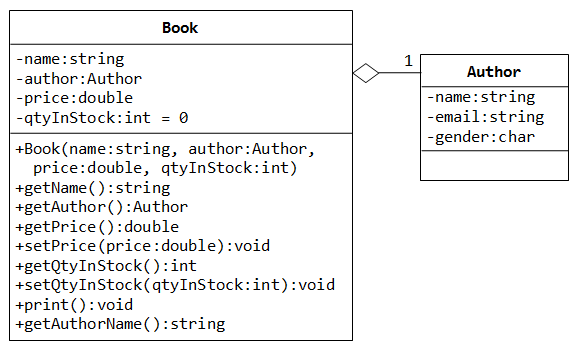 Book
-name:string
-author:Author
-price:double
-qtyInStock:int = 0
+Book(name:string, author:Author,
price:double, qtyInStock:int)
+getName():string
+getAuthor():Author
+getPrice():double
+setPrice(price:double):void
+getQtyInStock():int
+setQtyInStock(qtyInStock:int):void
+print():void
+getAuthorName():string
1
Author
-name:string
-email:string
-gender:char